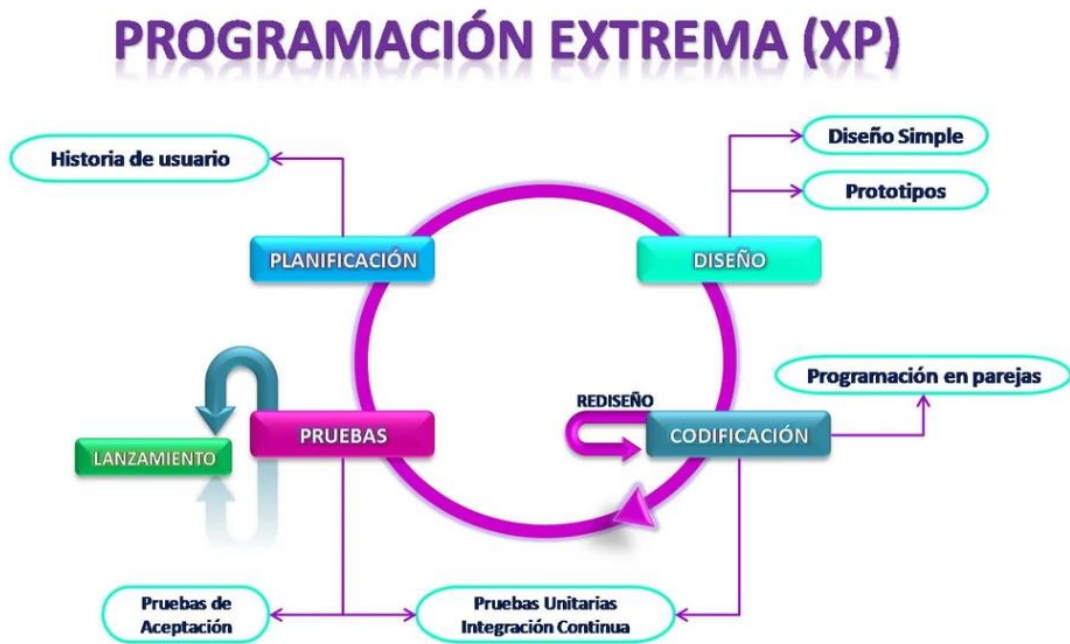 PROGRAMACIÓN EXTREMA (XP)
Historia de usuario
Diseño Simple
Prototipos
PLANIFICACIÓN
DISEÑO
Programación en parejas
REDISEÑO
PRUEBAS
CODIFICACIÓN
LANZAMIENTO
Pruebas de
Aceptación
Pruebas Unitarias
Integración Continua